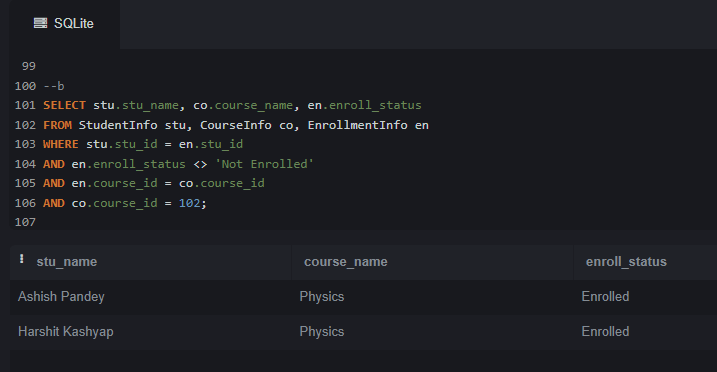 SQLite
99
100 --b
101 SELECT stu.stu_name, co.course_name, en.enroll_status
102 FROM StudentInfo stu, CourseInfo co, EnrollmentInfo en
103 WHERE stu.stu_id = en.stu_id
104 AND en.enroll_status <> 'Not Enrolled'
105 AND en.course_id = co.course_id
106 AND co.course_id = 102;
107
stu_name course_name enroll_status
Ashish Pandey Physics Enrolled
Harshit Kashyap Physics Enrolled